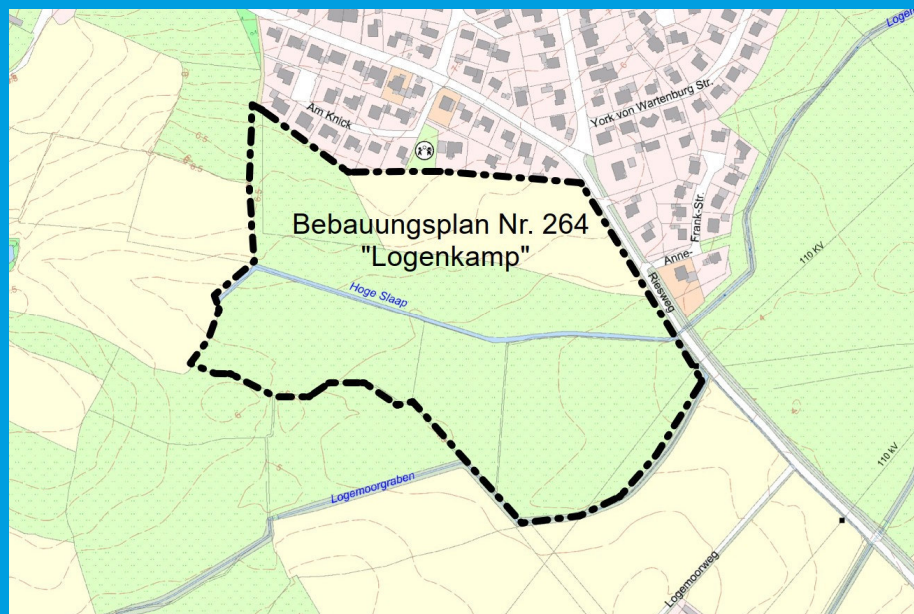 Loge
Am Knick
York von Wartenburg Str.
Bebauungsplan Nr. 264
"Logenkamp"
Anne-
Frank-Str.
110 KV
Riesweg
Hoge Slaap
Logemoorgraben
110 KV
Logemoorweg